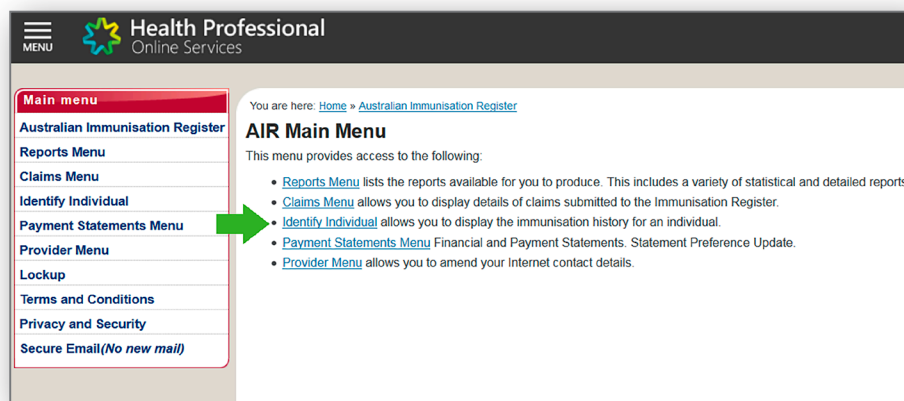 MENU
Health Professional
Online Services
Main menu
Australian Immunisation Register
Reports Menu
Claims Menu
Identify Individual
Payment Statements Menu
Provider Menu
Lockup
Terms and Conditions
Privacy and Security
Secure Email(No new mail)
You are here: Home » Australian Immunisation Register
AIR Main Menu
This menu provides access to the following:
• Reports Menu lists the reports available for you to produce. This includes a variety of statistical and detailed reports
• Claims Menu allows you to display details of claims submitted to the Immunisation Register.
• Identify Individual allows you to display the immunisation history for an individual.
• Payment Statements Menu Financial and Payment Statements. Statement Preference Update.
• Provider Menu allows you to amend your Internet contact details.